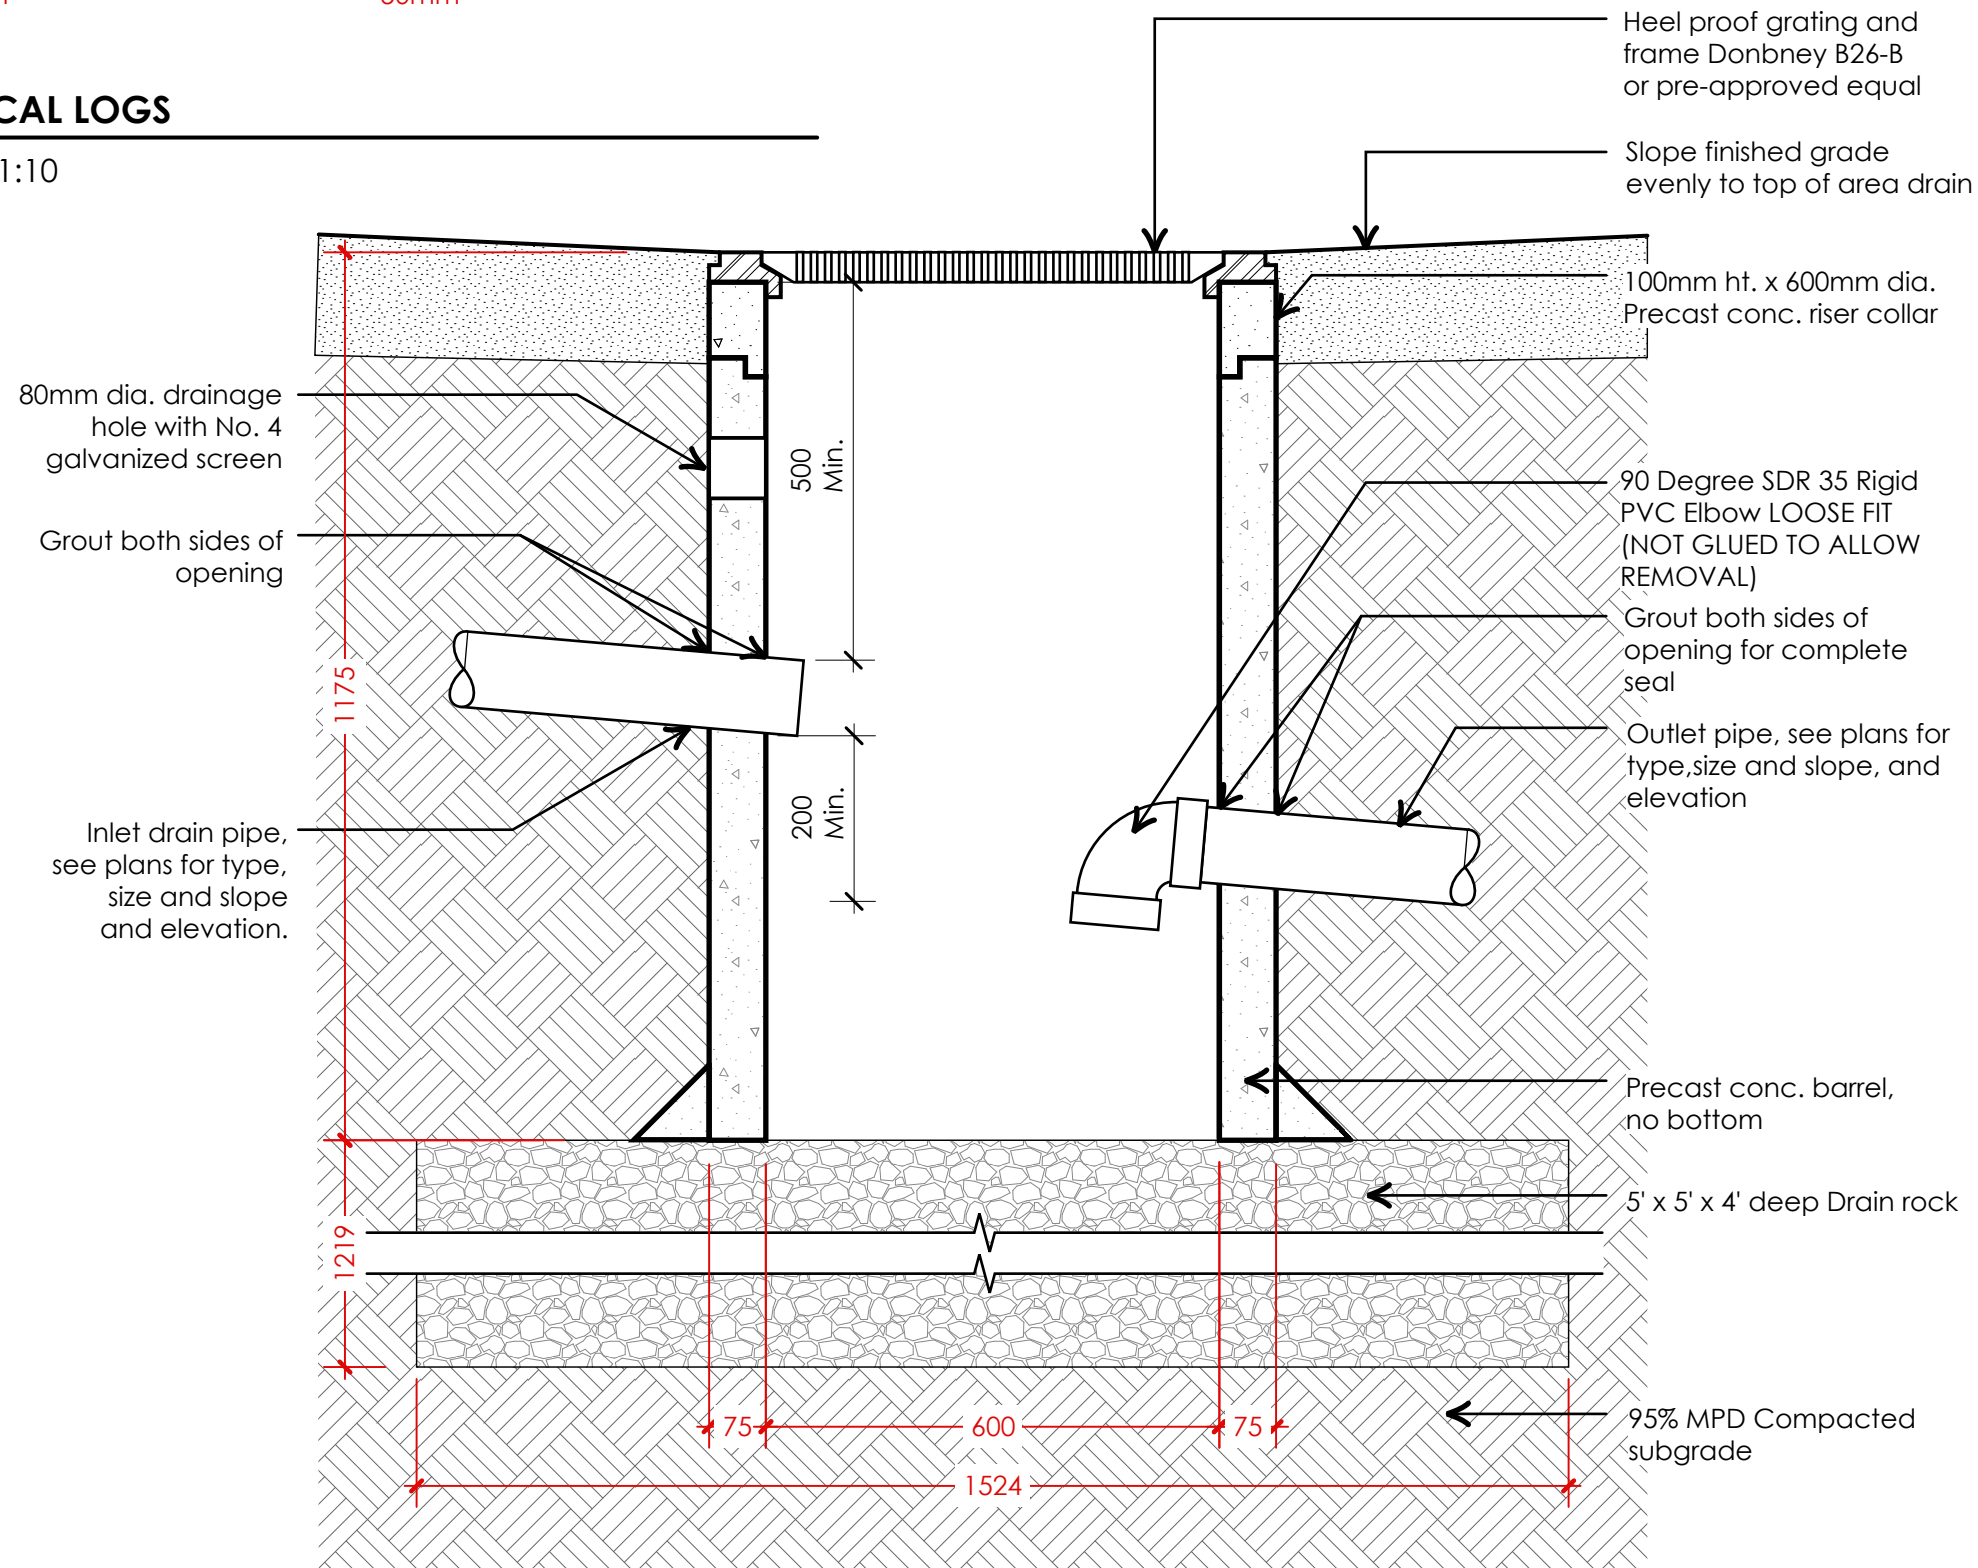 CAL LOGS
1:10
Heel proof grating and
frame Donbney B26-B
or pre-approved equal
Slope finished grade
evenly to top of area drain
100mm ht. x 600mm dia.
Precast conc. riser collar
80mm dia. drainage
hole with No. 4
galvanized screen
500
Min.
90 Degree SDR 35 Rigid
PVC Elbow LOOSE FIT
(NOT GLUED TO ALLOW
REMOVAL)
Grout both sides of
opening
Grout both sides of
opening for complete
seal
1175
Outlet pipe, see plans for
type,size and slope, and
elevation
200
Min.
Inlet drain pipe,
see plans for type,
size and slope
and elevation.
Precast conc. barrel,
no bottom
5' x 5' x 4' deep Drain rock
1219
75
600
75
95% MPD Compacted
subgrade
1524